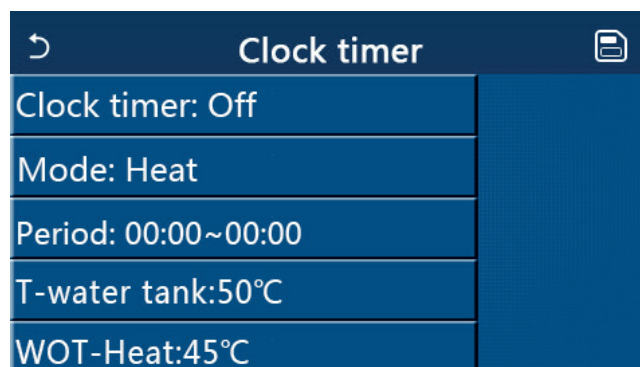 Clock timer
Clock timer: Off
Mode: Heat
Period: 00:00~00:00
T-water tank:50℃
WOT-Heat:45℃